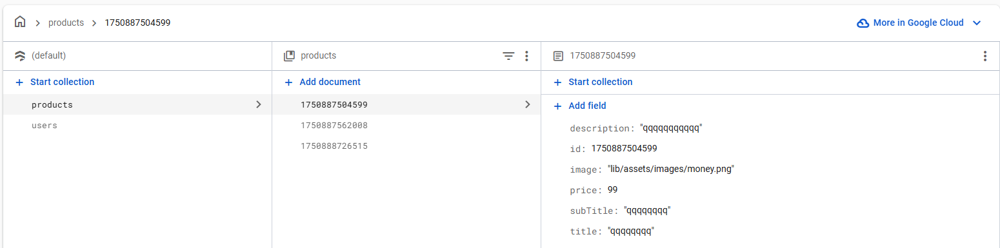 products 1750887504599
More in Google Cloud
(default)
Start collection
products
users
products
Add document
1750887504599
1750887562008
1750888726515
1750887504599
Start collection
Add field
description: "qqqqqqqqqqq"
id: 1750887504599
image: "lib/assets/images/money.png"
price: 99
subTitle: "qqqqqqqq"
title: "qqqqqqqq"